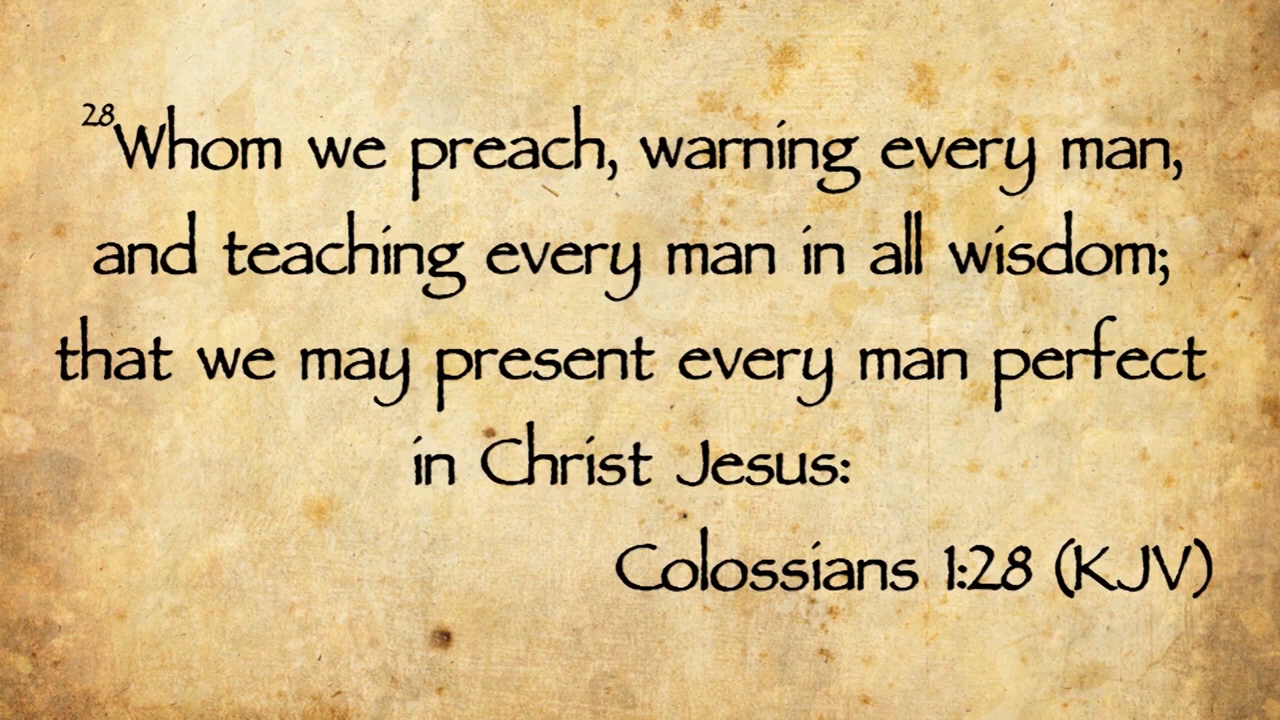 28Whom we preach, warning every man,
and teaching every man in all wisdom;
that we may present every man perfect
in Christ Jesus:
Colossians 1:28 (KJV)